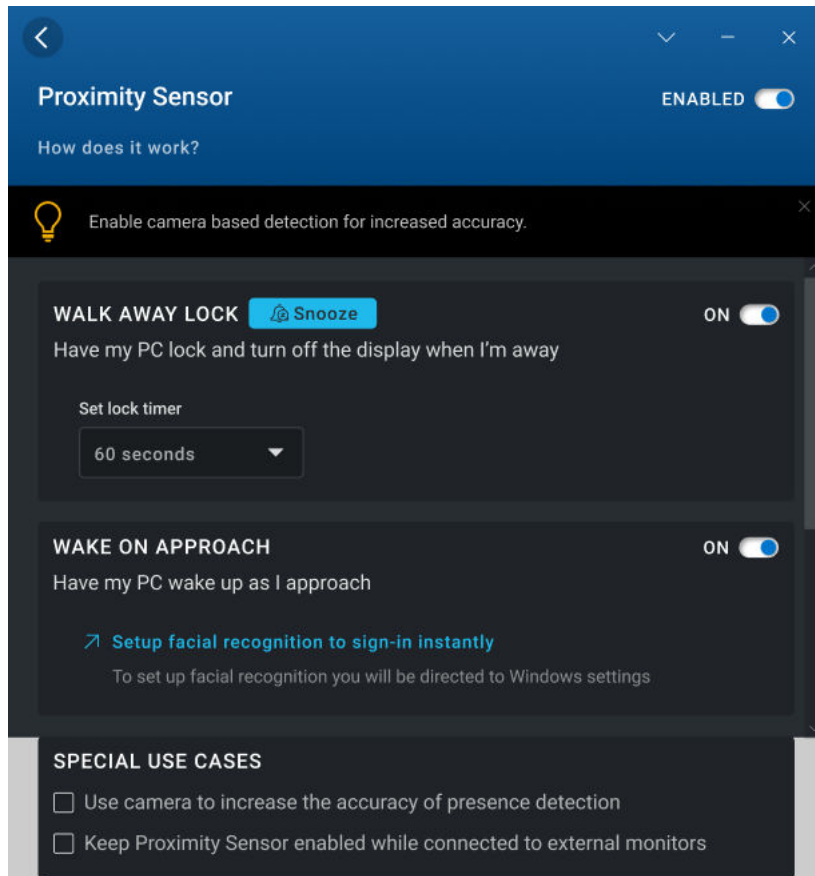 Proximity Sensor
ENABLED
How does it work?
Enable camera based detection for increased accuracy.
WALK AWAY LOCK
Snooze
ON
Have my PC lock and turn off the display when I'm away
Set lock timer
60 seconds
WAKE ON APPROACH
ON
Have my PC wake up as I approach
Setup facial recognition to sign-in instantly
To set up facial recognition you will be directed to Windows settings
SPECIAL USE CASES
Use camera to increase the accuracy of presence detection
Keep Proximity Sensor enabled while connected to external monitors